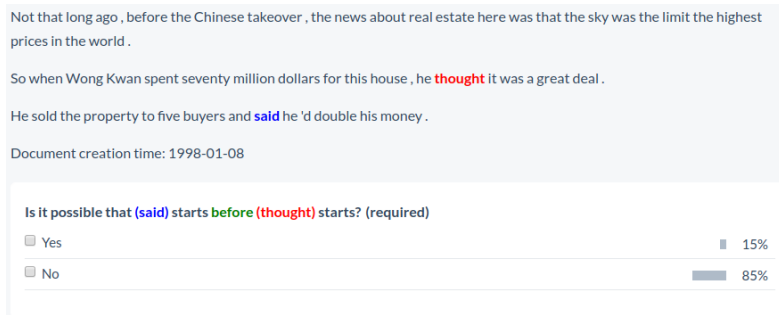 Not that long ago , before the Chinese takeover , the news about real estate here was that the sky was the limit the highest
prices in the world .
So when Wong Kwan spent seventy million dollars for this house , he thought it was a great deal .
He sold the property to five buyers and said he 'd double his money .
Document creation time: 1998-01-08
Is it possible that (said) starts before (thought) starts? (required)
Yes 15%
No 85%